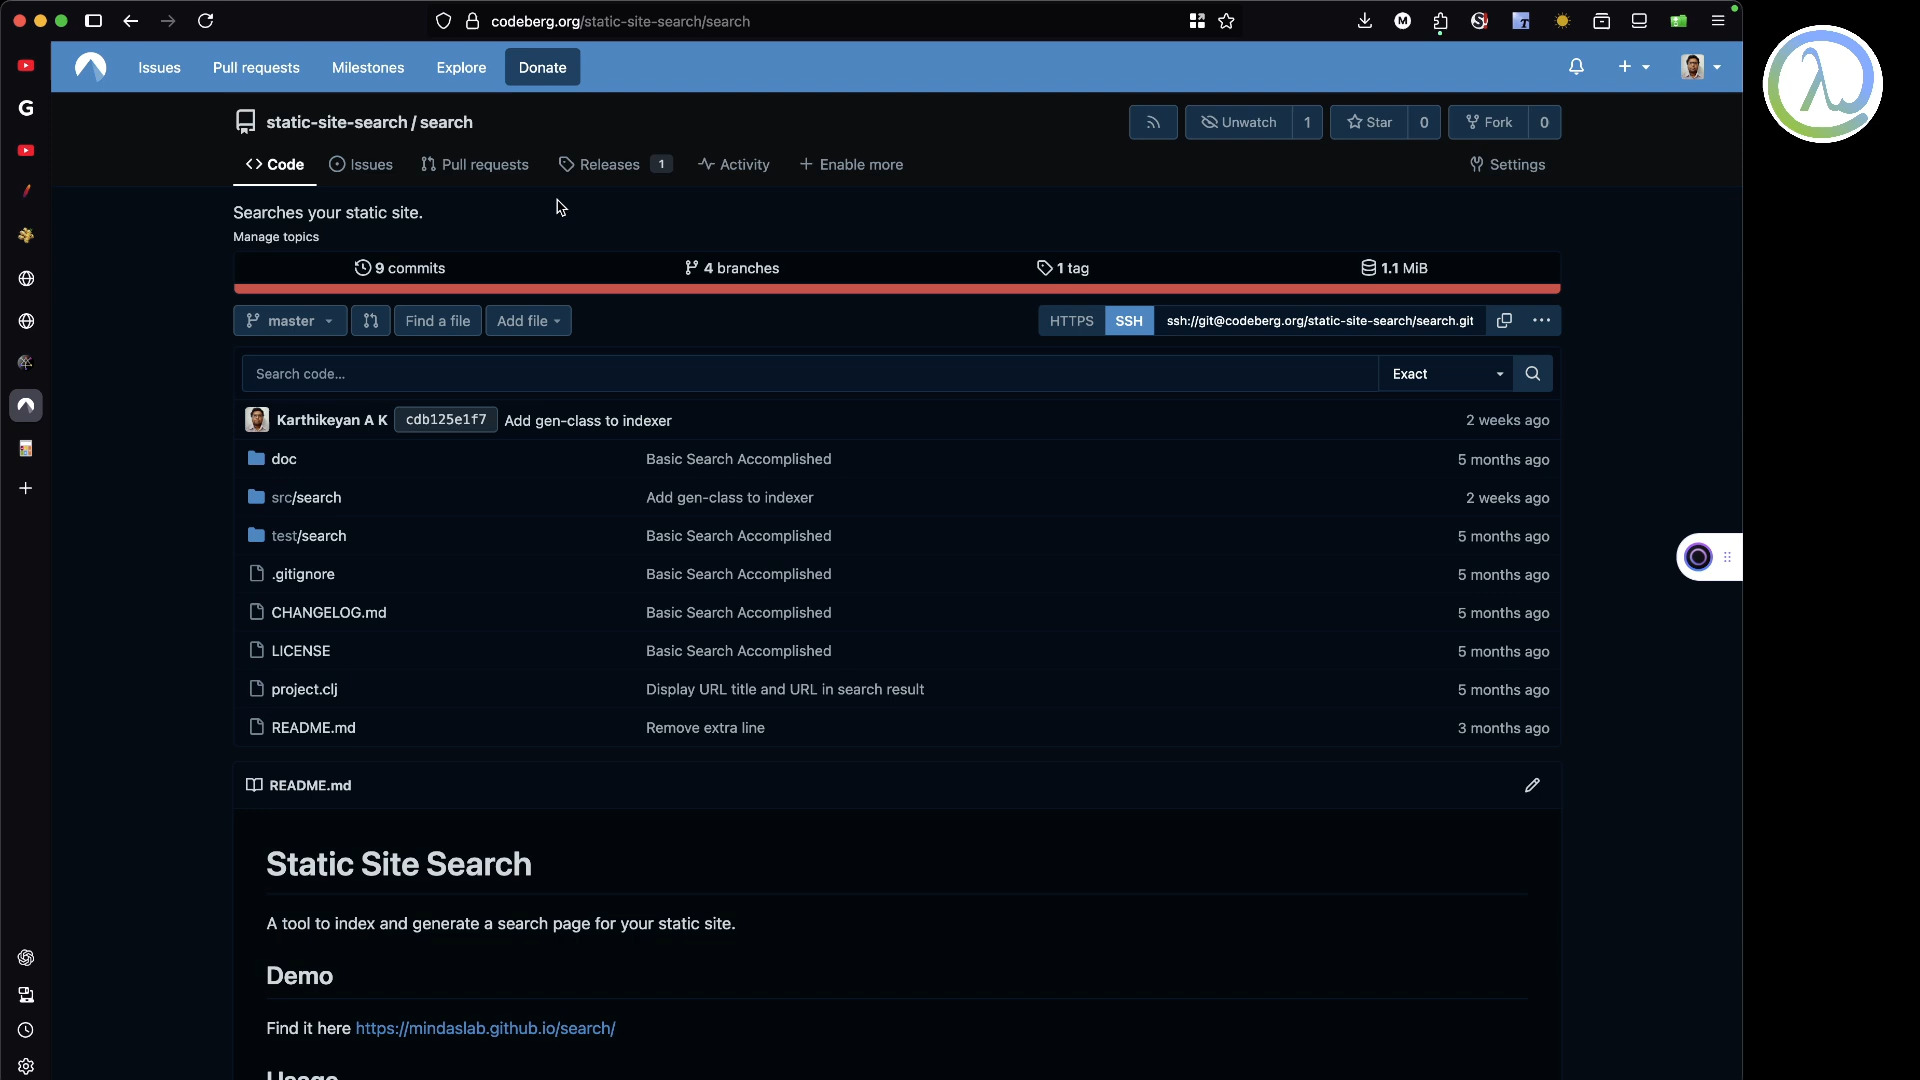 codeberg.org/static-site-search/search
Issues
Pull requests
Milestones
Explore
Donate
static-site-search / search
Unwatch 1
Star 0
Fork 0
Code
Issues
Pull requests
Releases 1
Activity
Enable more
Settings
Searches your static site.
Manage topics
9 commits
4 branches
1 tag
1.1 MiB
master
Find a file
Add file
HTTPS
SSH
ssh://git@codeberg.org/static-site-search/search.git
Search code...
Exact
Karthikeyan A K cdb125e1f7 Add gen-class to indexer 2 weeks ago
doc Basic Search Accomplished 5 months ago
src/search Add gen-class to indexer 2 weeks ago
test/search Basic Search Accomplished 5 months ago
.gitignore Basic Search Accomplished 5 months ago
CHANGELOG.md Basic Search Accomplished 5 months ago
LICENSE Basic Search Accomplished 5 months ago
project.clj Display URL title and URL in search result 5 months ago
README.md Remove extra line 3 months ago
README.md
Static Site Search
A tool to index and generate a search page for your static site.
Demo
Find it here https://mindaslab.github.io/search/
Usage